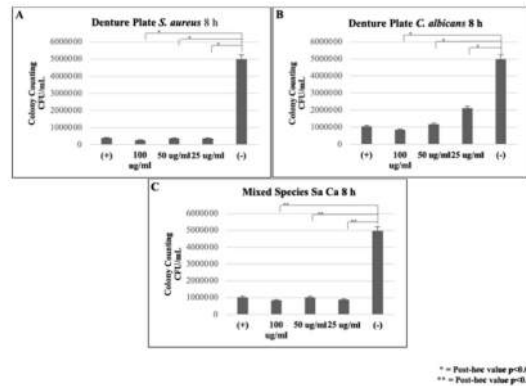 A
Denture Plate S. aureus 8 h
Colony Counting
CFU/mL
6000000
5000000
4000000
3000000
2000000
1000000
0
(+)
100
ug/ml
50 ug/ml
25 ug/ml
(-)
*
*
*
B
Denture Plate C. albicans 8 h
Colony Counting
CFU/mL
6000000
5000000
4000000
3000000
2000000
1000000
0
(+)
100
ug/ml
50 ug/ml
25 ug/ml
(-)
*
*
*
C
Mixed Species Sa Ca 8 h
Colony Counting
CFU/mL
6000000
5000000
4000000
3000000
2000000
1000000
0
(+)
100
ug/ml
50 ug/ml
25 ug/ml
(-)
**
**
**
* = Post-hoc value
** = Post-hoc value